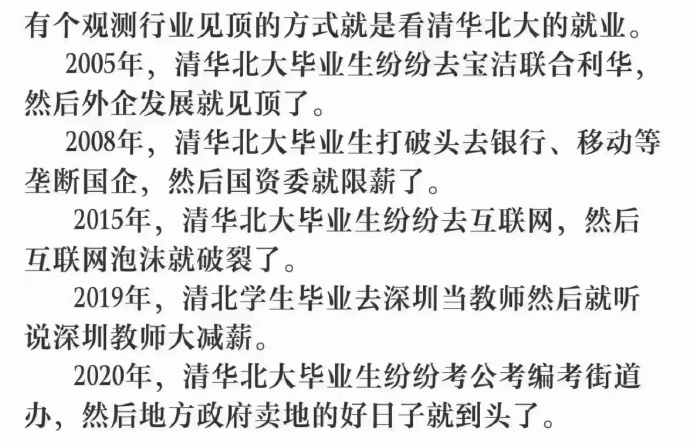 有个观测行业见顶的方式就是看清华北大的就业。
2005年，清华北大毕业生纷纷去宝洁联合利华，
然后外企发展就见顶了。
2008年，清华北大毕业生打破头去银行、移动等
垄断国企，然后国资委就限薪了。
2015年，清华北大毕业生纷纷去互联网，然后
互联网泡沫就破裂了。
2019年，清北学生毕业去深圳当教师然后就听
说深圳教师大减薪。
2020年，清华北大毕业生纷纷考公考编考街道
办，然后地方政府卖地的好日子就到头了。